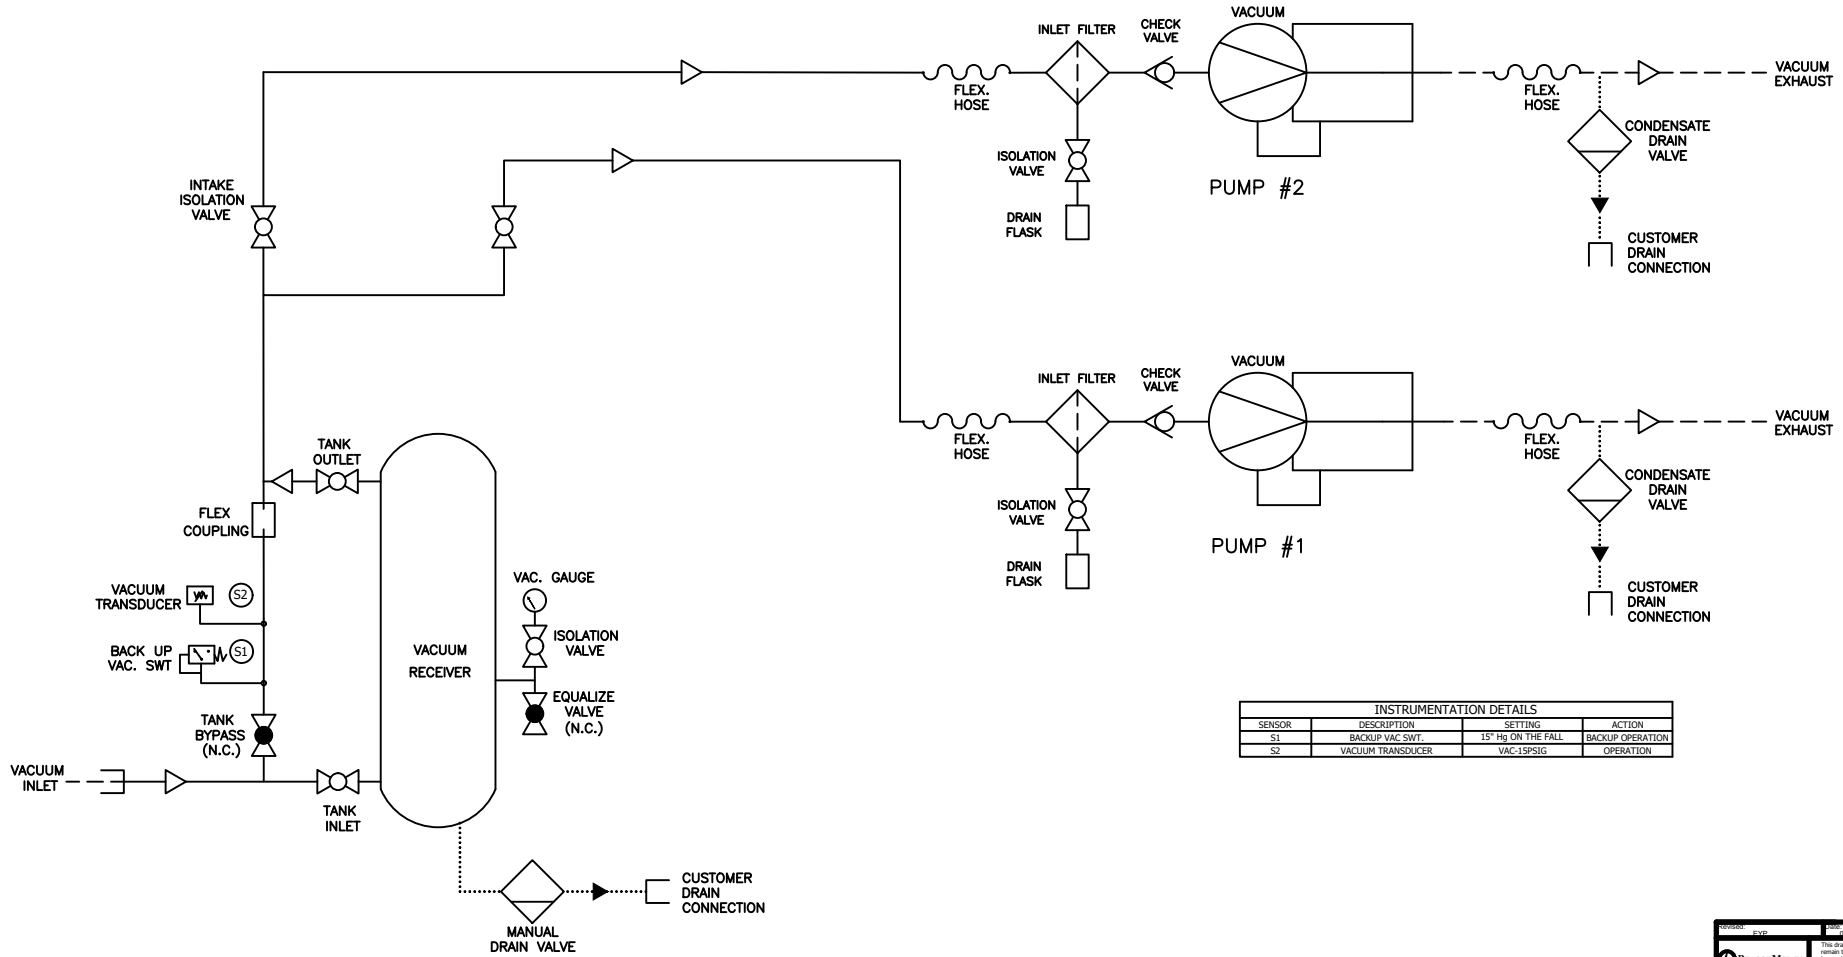 VACUUM
INLET FILTER
CHECK
VALVE
FLEX.
HOSE
FLEX.
HOSE
VACUUM
EXHAUST
CONDENSATE
DRAIN
VALVE
ISOLATION
VALVE
PUMP #2
DRAIN
FLASK
CUSTOMER
DRAIN
CONNECTION
INTAKE
ISOLATION
VALVE
VACUUM
INLET FILTER
CHECK
VALVE
FLEX.
HOSE
FLEX.
HOSE
VACUUM
EXHAUST
CONDENSATE
DRAIN
VALVE
ISOLATION
VALVE
PUMP #1
DRAIN
FLASK
CUSTOMER
DRAIN
CONNECTION
TANK
OUTLET
FLEX
COUPLING
VACUUM
TRANSDUCER
S2
BACK UP
VAC. SWT
S1
VAC. GAUGE
ISOLATION
VALVE
VACUUM
RECEIVER
EQUALIZE
VALVE
(N.C.)
TANK
BYPASS
(N.C.)
VACUUM
INLET
TANK
INLET
INSTRUMENTATION DETAILS
SENSOR DESCRIPTION SETTING ACTION
S1 BACKUP VAC SWT. 15" Hg ON THE FALL BACKUP OPERATION
S2 VACUUM TRANSDUCER VAC-15PSIG OPERATION
CUSTOMER
DRAIN
CONNECTION
MANUAL
DRAIN VALVE
Revised:
Date:
This